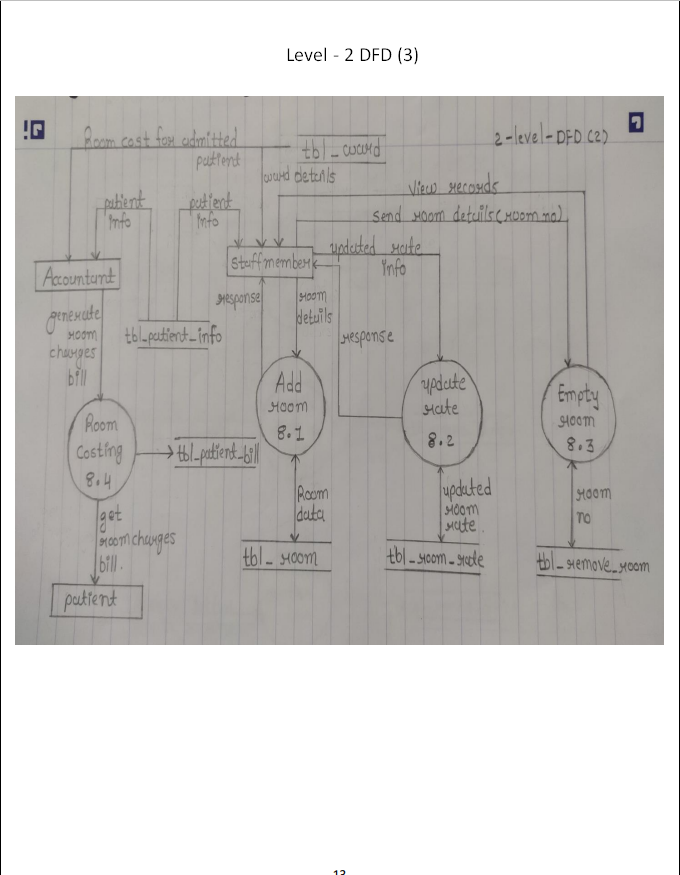 Level - 2 DFD (3)
2-level-DFD(2)
Room cost for admitted
patient
tbl_ward
ward details
View records
Send room details(room no)
patient
info
patient
info
updated rate
info
Accountant
Staffmember
response
room
details
response
generate
room
charges
bill
tbl_patient_info
Add
room
8.1
update
rate
8.2
Empty
room
8.3
Room
Costing
8.4
tbl_patient_bill
Room
data
updated
room
rate.
room
no
get
room charges
bill.
tbl_room
tbl_room_rate
tbl_remove_room
patient
13